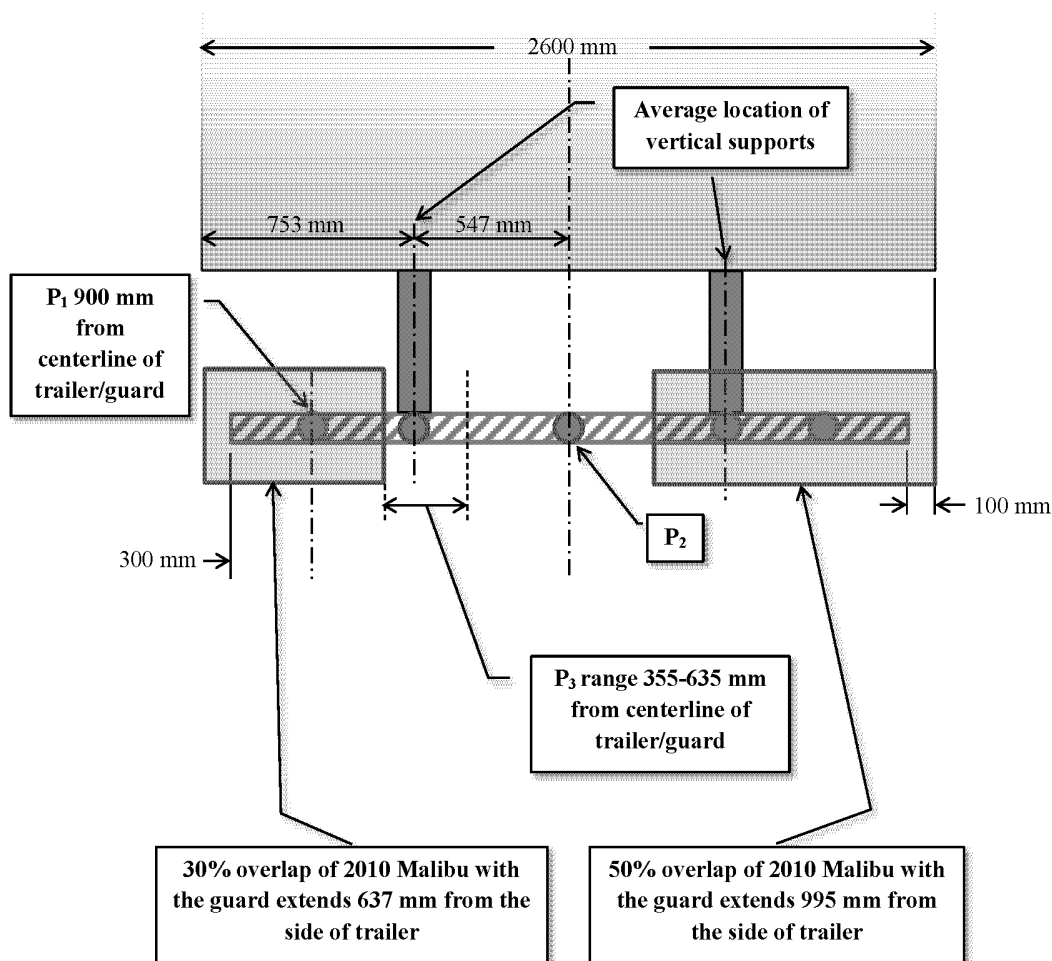 2600 mm
Average location of
vertical supports
753 mm
547 mm
P₁ 900 mm
from
centerline of
trailer/guard
100 mm
P₂
300 mm
P₃ range 355-635 mm
from centerline of
trailer/guard
30% overlap of 2010 Malibu with
the guard extends 637 mm from the
side of trailer
50% overlap of 2010 Malibu with
the guard extends 995 mm from
the side of trailer